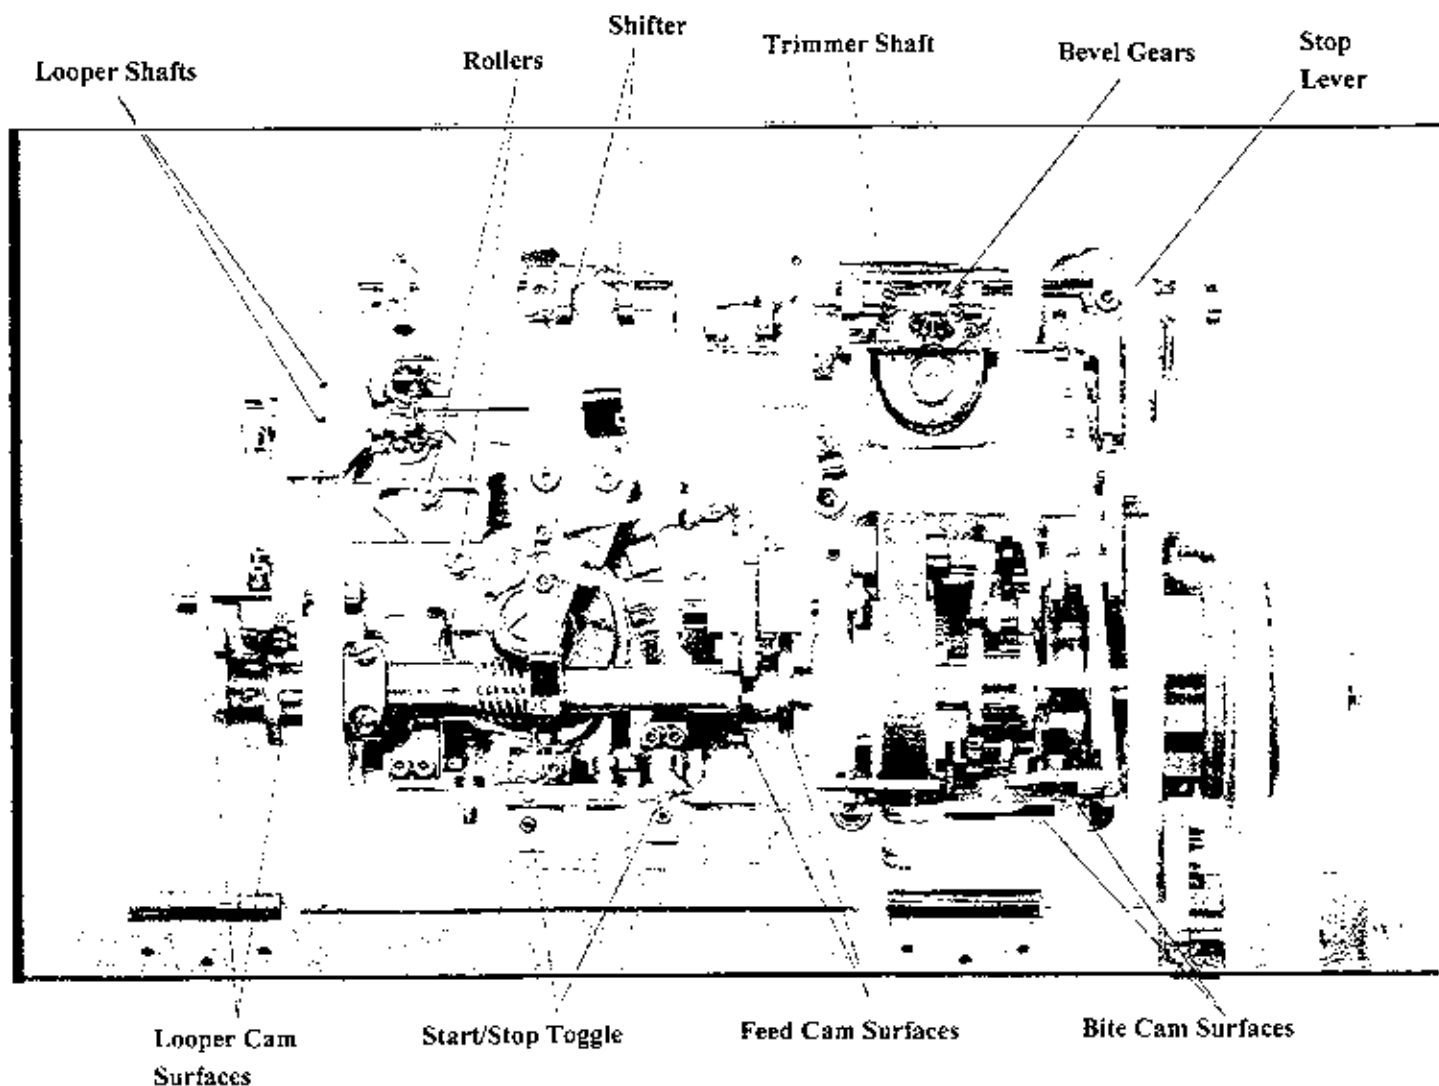 Shifter
Looper Shafts
Rollers
Trimmer Shaft
Bevel Gears
Stop
Lever
Looper Cam
Surfaces
Start/Stop Toggle
Feed Cam Surfaces
Bite Cam Surfaces